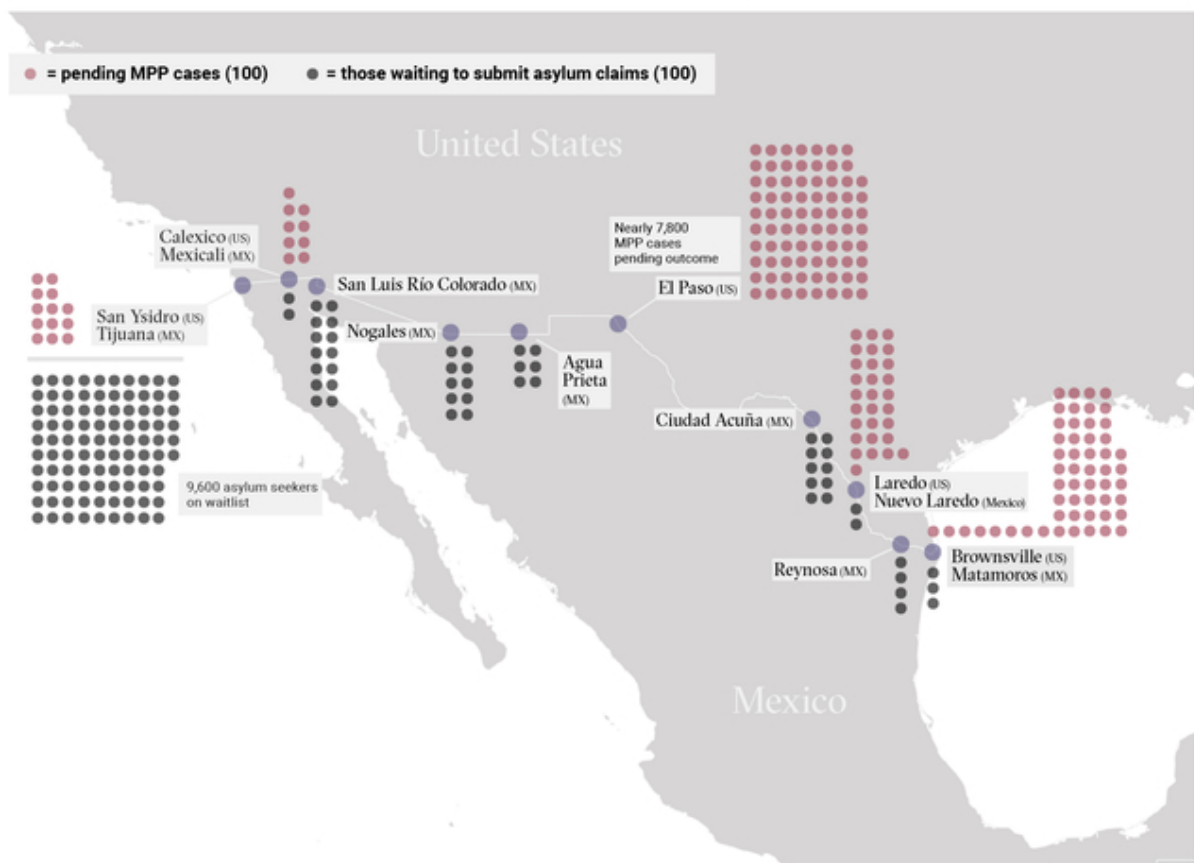 = pending MPP cases (100)
= those waiting to submit asylum claims (100)
United States
Calexico (US)
Mexicali (MX)
Nearly 7,800
MPP cases
pending outcome
San Luis Río Colorado (MX)
El Paso (US)
San Ysidro (US)
Tijuana (MX)
Nogales (MX)
Agua
Prieta
(MX)
Ciudad Acuña (MX)
9,600 asylum seekers
on waitlist
Laredo (US)
Nuevo Laredo (Mexico)
Reynosa (MX)
Brownsville (US)
Matamoros (MX)
Mexico